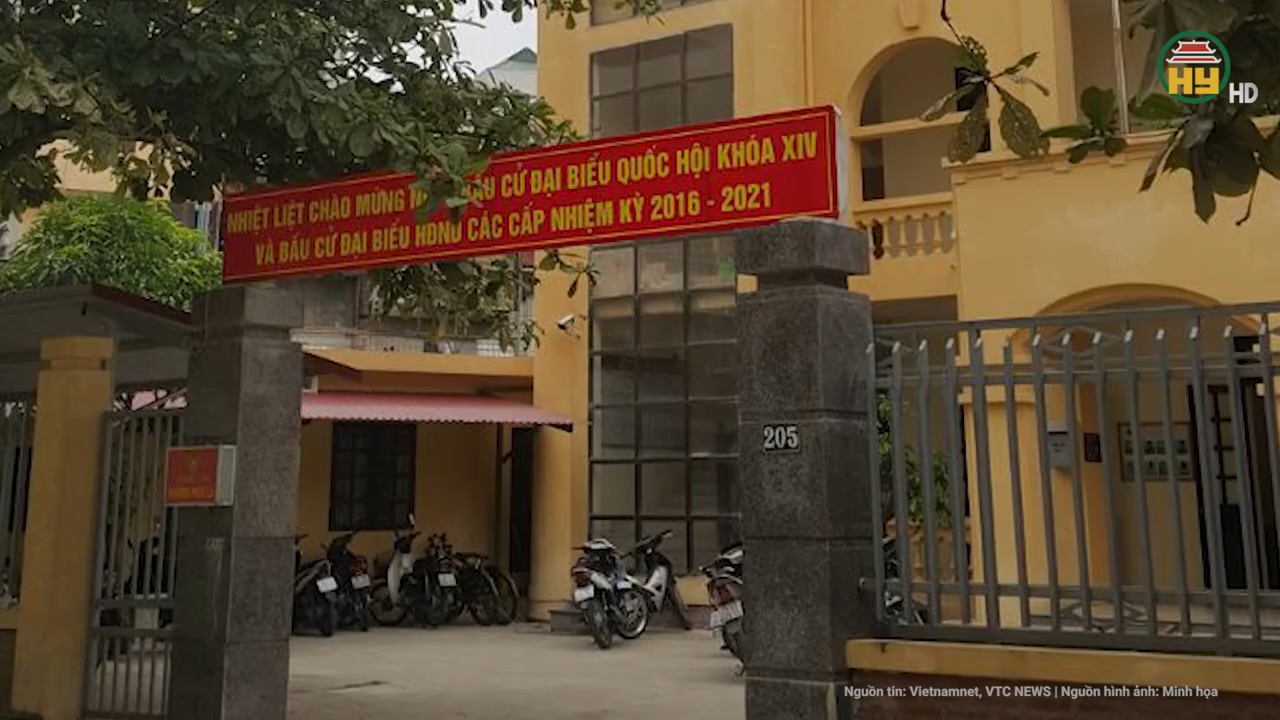 HY HD
NHIỆT LIỆT CHÀO MỪNG BẦU CỬ ĐẠI BIỂU QUỐC HỘI KHÓA XIV
VÀ BẦU CỬ ĐẠI BIỂU HĐND CÁC CẤP NHIỆM KỲ 2016 - 2021
205
Nguồn tin: Vietnamnet, VTC NEWS | Nguồn hình ảnh: Minh họa